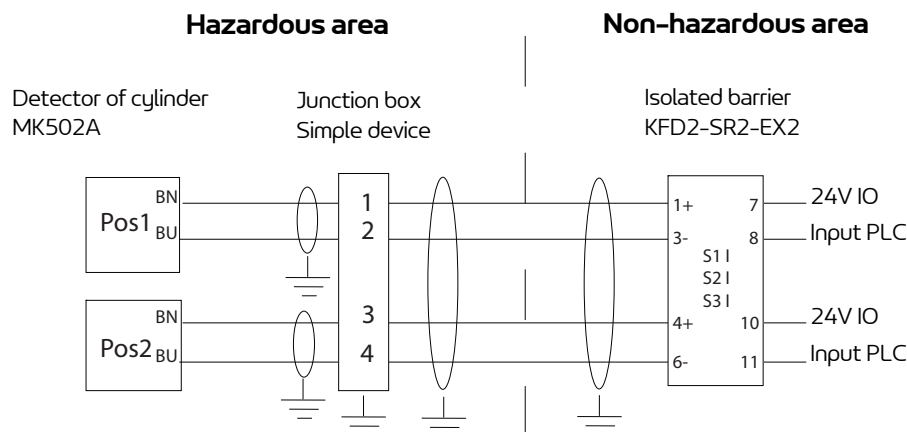 Hazardous area
Non-hazardous area
Detector of cylinder
MK502A
Junction box
Simple device
Isolated barrier
KFD2-SR2-EX2
Pos1
BN
BU
1
2
1+
3-
7
8
24V IO
Input PLC
S1 I
S2 I
S3 I
Pos2
BN
BU
3
4
4+
6-
10
11
24V IO
Input PLC